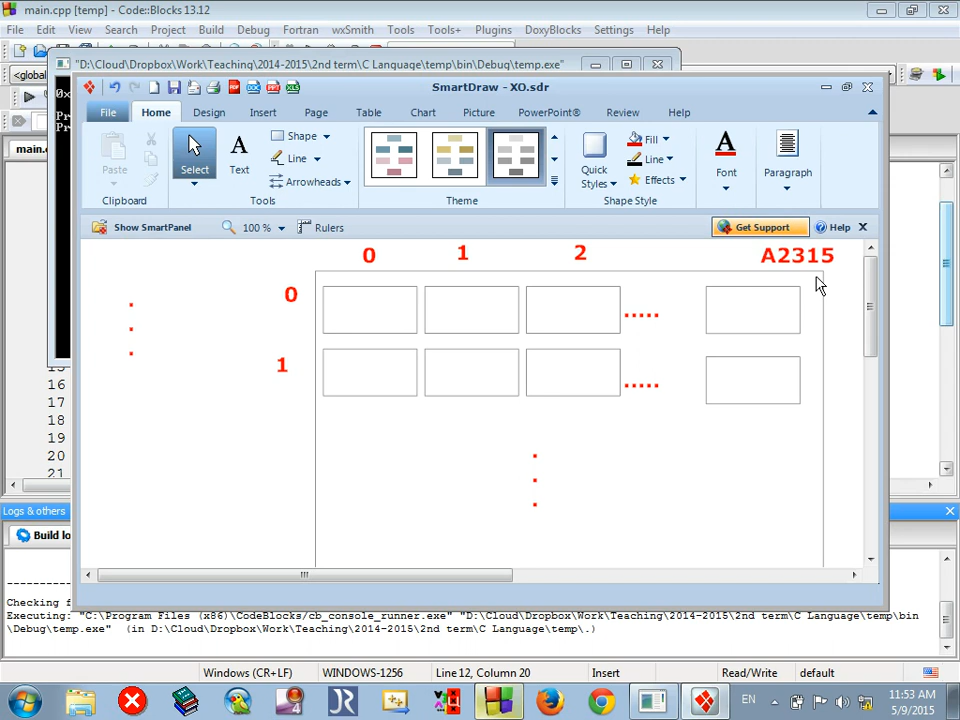 main.cpp [temp] - Code::Blocks 13.12
File Edit View Search Project Build Debug Fortran wxSmith Tools Tools+ Plugins DoxyBlocks Settings Help
"D:\Cloud\Dropbox\Work\Teaching\2014-2015\2nd term\C Language\temp\bin\Debug\temp.exe"
<global
SmartDraw - XO.sdr
File Home Design Insert Page Table Chart Picture PowerPoint® Review Help
Paste Select Text Shape Line Arrowheads Quick Styles Fill Line Effects Font Paragraph
Clipboard Tools Theme Shape Style
Show SmartPanel 100 % Rulers Get Support Help
0x
Pr
Pr
main.c
0 1 2 A2315
0 .....
1 .....
16
17
18
19
20
21
Logs & others
Build lo
--------------
Checking f
Executing: "C:\Program Files (x86)\CodeBlocks/cb_console_runner.exe" "D:\Cloud\Dropbox\Work\Teaching\2014-2015\2nd term\C Language\temp\bin
\Debug\temp.exe"  (in D:\Cloud\Dropbox\Work\Teaching\2014-2015\2nd term\C Language\temp\.)
Windows (CR+LF) WINDOWS-1256 Line 12, Column 20 Insert Read/Write default
EN 11:53 AM
5/9/2015